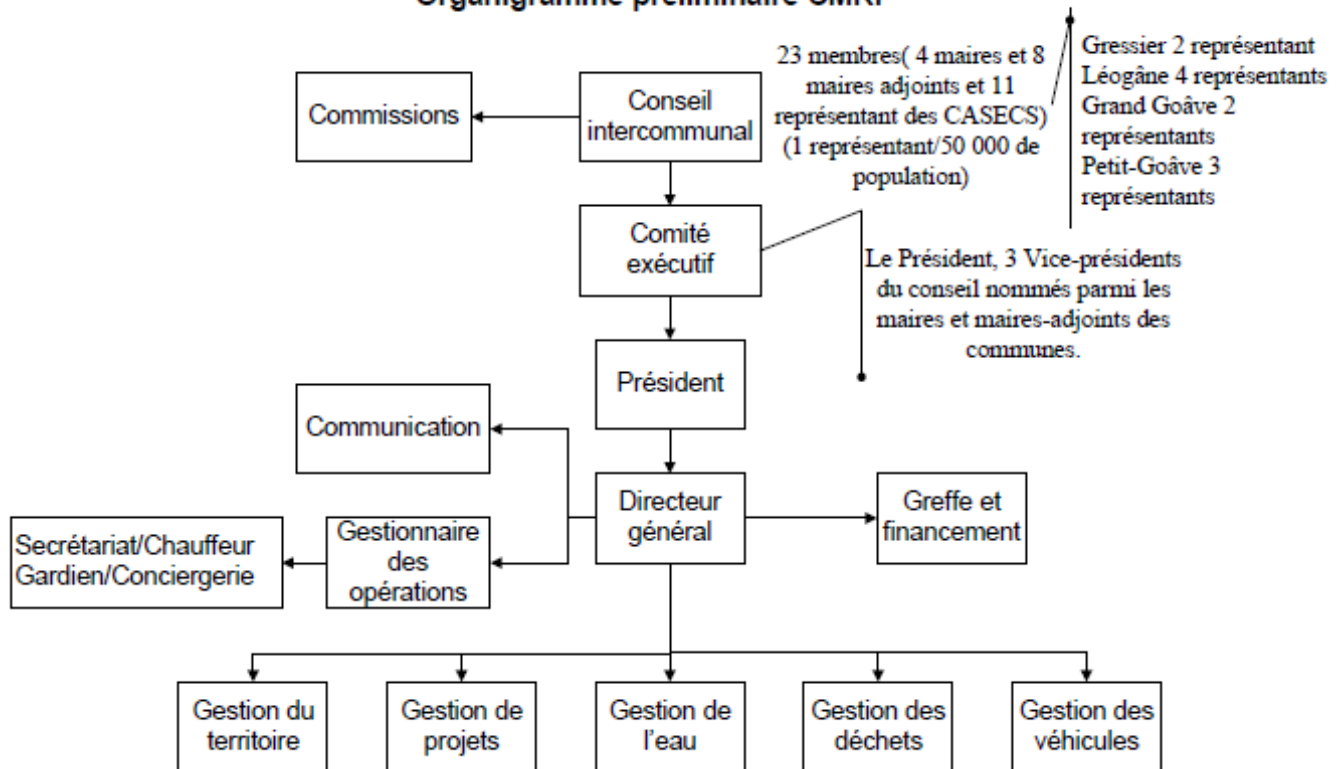 Organigramme préliminaire CMRP
Commissions
Conseil
intercommunal
23 membres( 4 maires et 8
maires adjoints et 11
représentant des CASECS)
(1 représentant/50 000 de
population)
Gressier 2 représentant
Léogâne 4 représentants
Grand Goâve 2
représentants
Petit-Goâve 3
représentants
Comité
exécutif
Le Président, 3 Vice-présidents
du conseil nommés parmi les
maires et maires-adjoints des
communes.
Président
Communication
Directeur
général
Greffe et
financement
Secrétariat/Chauffeur
Gardien/Conciergerie
Gestionnaire
des
opérations
Gestion du
territoire
Gestion de
projets
Gestion de
l'eau
Gestion des
déchets
Gestion des
véhicules